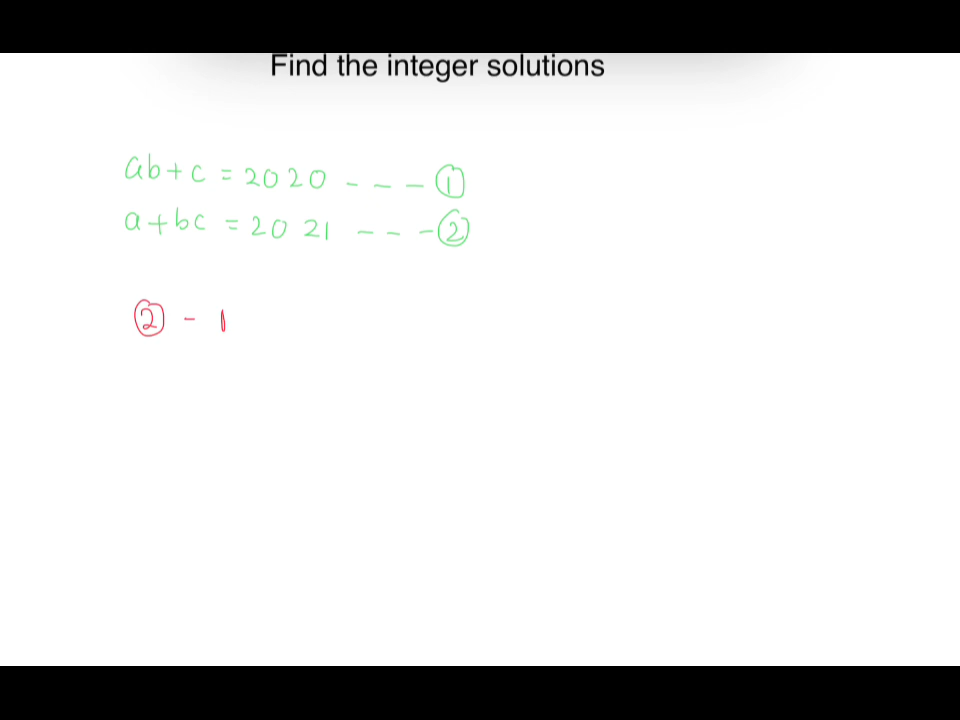 Find the integer solutions
ab + c = 2020 - - - ①
a + bc = 2021 - - - ②
② - 1